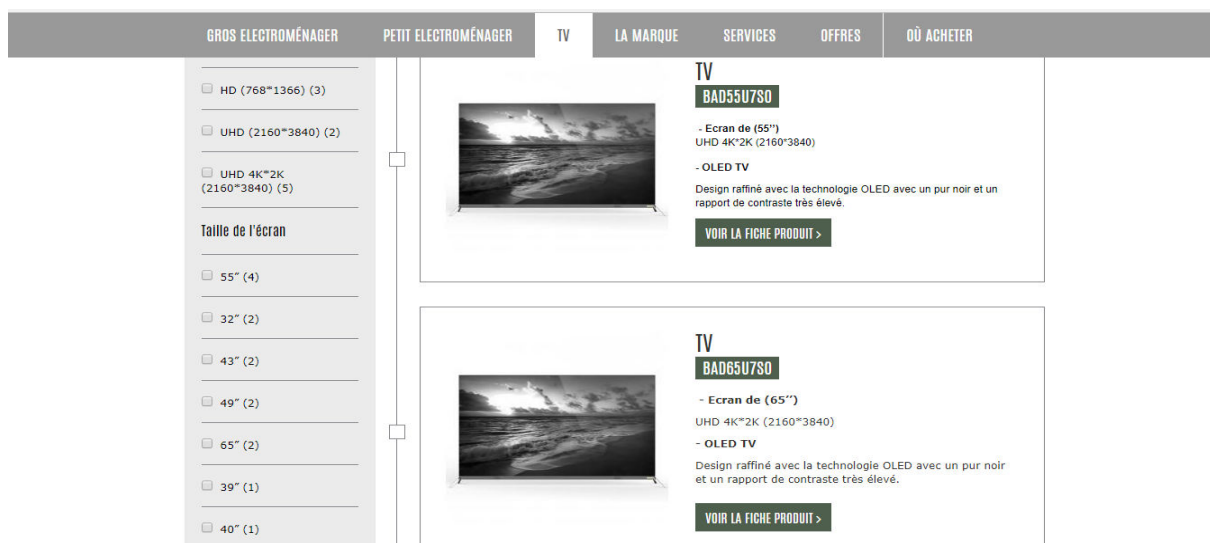 GROS ELECTROMÉNAGER PETIT ELECTROMÉNAGER TV LA MARQUE SERVICES OFFRES OÙ ACHETER
HD (768*1366) (3)
UHD (2160*3840) (2)
UHD 4K*2K
(2160*3840) (5)
Taille de l'écran
55″ (4)
32″ (2)
43″ (2)
49″ (2)
65″ (2)
39″ (1)
40″ (1)
TV
BAD55U7SO
- Ecran de (55’’)
UHD 4K*2K (2160*3840)
- OLED TV
Design raffiné avec la technologie OLED avec un pur noir et un
rapport de contraste très élevé.
VOIR LA FICHE PRODUIT >
TV
BAD65U7SO
- Ecran de (65’’)
UHD 4K*2K (2160*3840)
- OLED TV
Design raffiné avec la technologie OLED avec un pur noir
et un rapport de contraste très élevé.
VOIR LA FICHE PRODUIT >